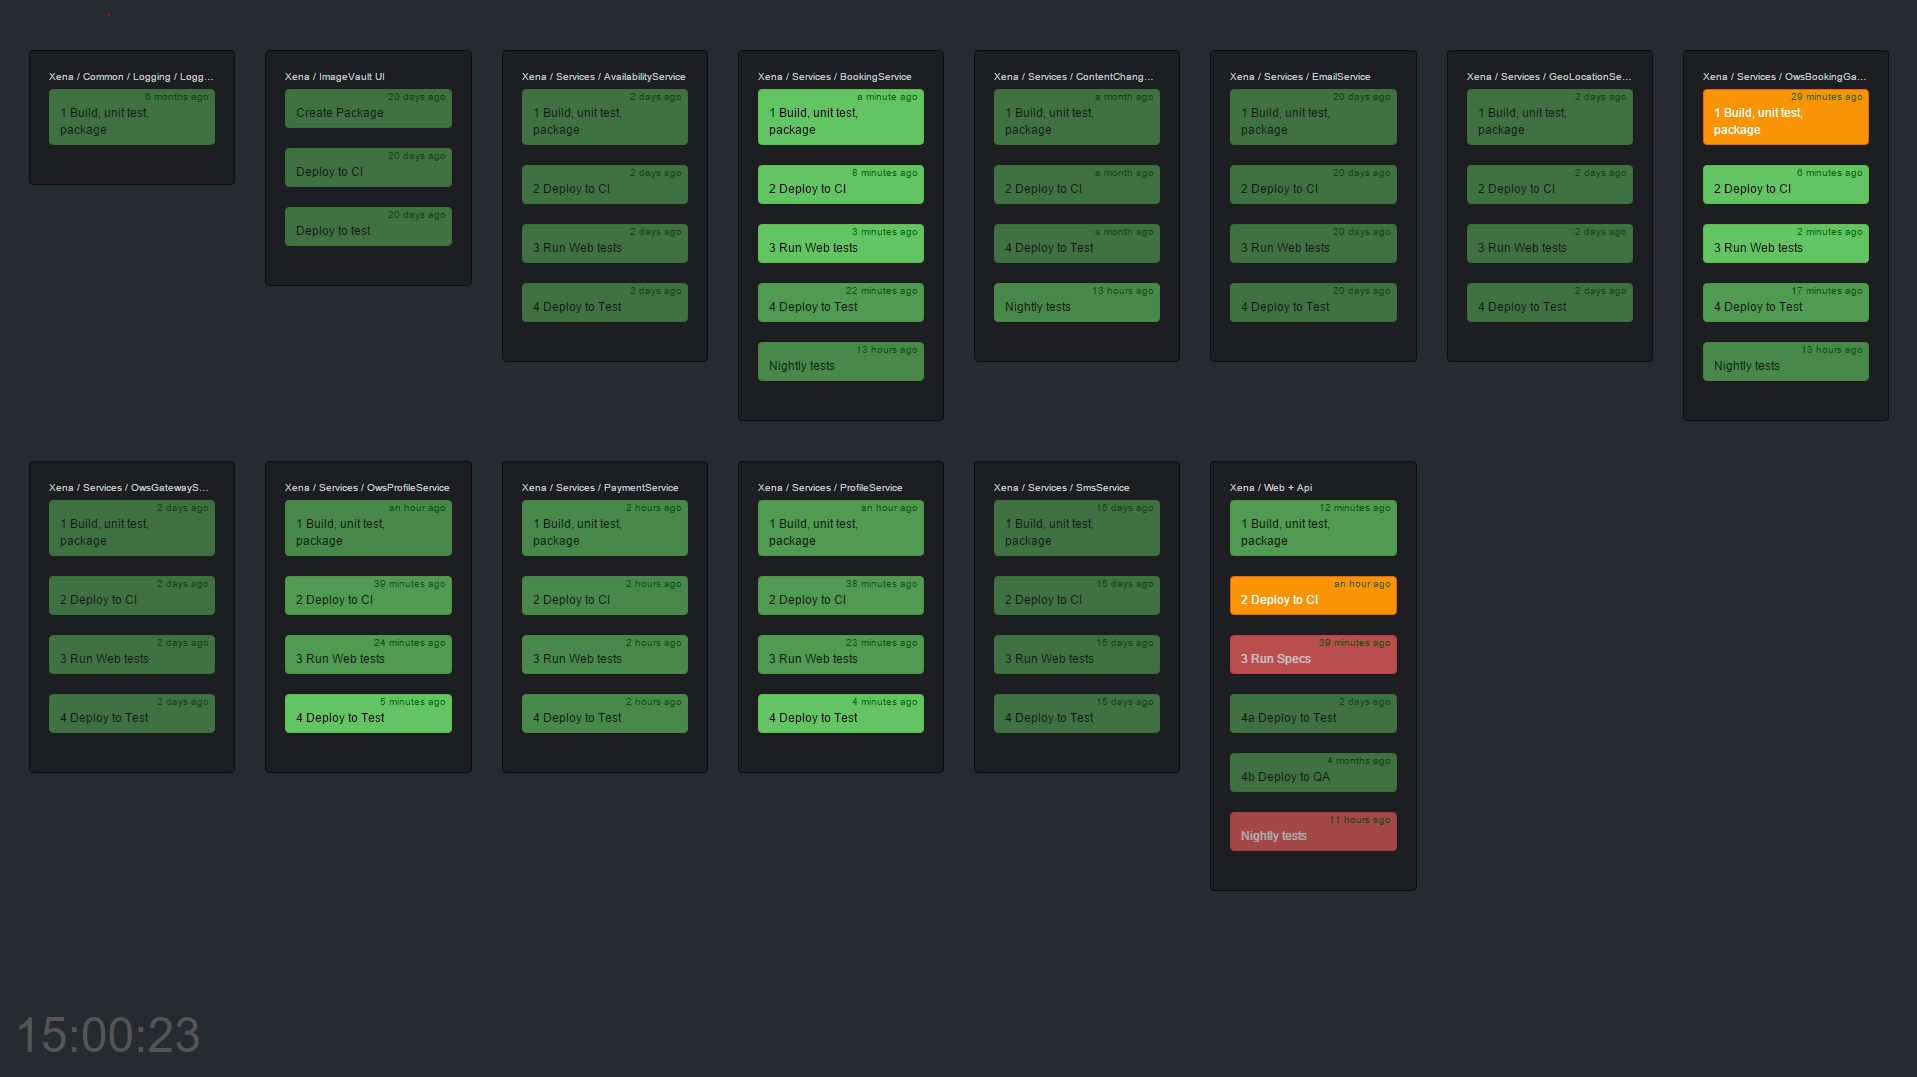 Xena / Common / Logging / Logg...
6 months ago
1 Build, unit test,
package
Xena / ImageVault UI
20 days ago
Create Package
20 days ago
Deploy to CI
20 days ago
Deploy to test
Xena / Services / AvailabilityService
2 days ago
1 Build, unit test,
package
2 days ago
2 Deploy to CI
2 days ago
3 Run Web tests
2 days ago
4 Deploy to Test
Xena / Services / BookingService
a minute ago
1 Build, unit test,
package
8 minutes ago
2 Deploy to CI
3 minutes ago
3 Run Web tests
22 minutes ago
4 Deploy to Test
13 hours ago
Nightly tests
Xena / Services / ContentChang...
a month ago
1 Build, unit test,
package
a month ago
2 Deploy to CI
a month ago
4 Deploy to Test
13 hours ago
Nightly tests
Xena / Services / EmailService
20 days ago
1 Build, unit test,
package
20 days ago
2 Deploy to CI
20 days ago
3 Run Web tests
20 days ago
4 Deploy to Test
Xena / Services / GeoLocationSe...
2 days ago
1 Build, unit test,
package
2 days ago
2 Deploy to CI
2 days ago
3 Run Web tests
2 days ago
4 Deploy to Test
Xena / Services / OwsBookingGa...
29 minutes ago
1 Build, unit test,
package
6 minutes ago
2 Deploy to CI
2 minutes ago
3 Run Web tests
17 minutes ago
4 Deploy to Test
13 hours ago
Nightly tests
Xena / Services / OwsGatewayS...
2 days ago
1 Build, unit test,
package
2 days ago
2 Deploy to CI
2 days ago
3 Run Web tests
2 days ago
4 Deploy to Test
Xena / Services / OwsProfileService
an hour ago
1 Build, unit test,
package
39 minutes ago
2 Deploy to CI
24 minutes ago
3 Run Web tests
5 minutes ago
4 Deploy to Test
Xena / Services / PaymentService
2 hours ago
1 Build, unit test,
package
2 hours ago
2 Deploy to CI
2 hours ago
3 Run Web tests
2 hours ago
4 Deploy to Test
Xena / Services / ProfileService
an hour ago
1 Build, unit test,
package
38 minutes ago
2 Deploy to CI
23 minutes ago
3 Run Web tests
4 minutes ago
4 Deploy to Test
Xena / Services / SmsService
15 days ago
1 Build, unit test,
package
15 days ago
2 Deploy to CI
15 days ago
3 Run Web tests
15 days ago
4 Deploy to Test
Xena / Web + Api
12 minutes ago
1 Build, unit test,
package
an hour ago
2 Deploy to CI
39 minutes ago
3 Run Specs
2 days ago
4a Deploy to Test
4 months ago
4b Deploy to QA
11 hours ago
Nightly tests
15:00:23